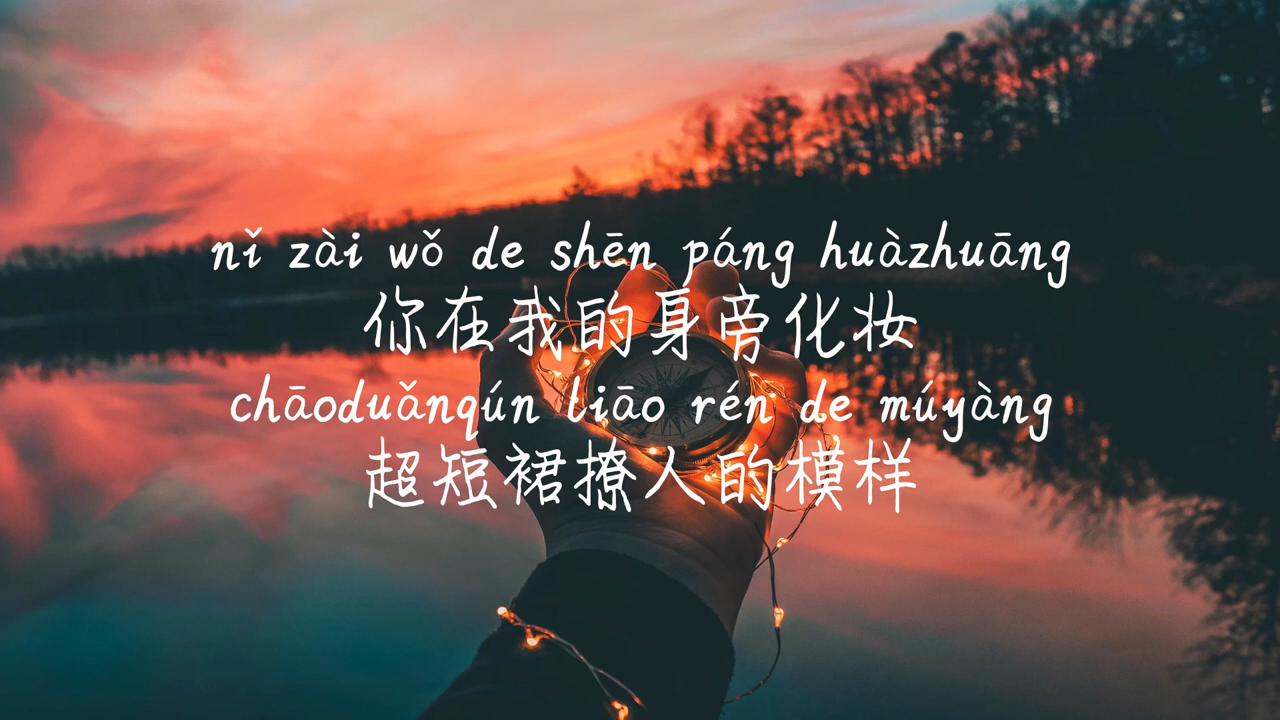 nǐ zài wǒ de shēn páng huàzhuāng
你在我的身旁化妆
chāoduǎnqún liāo rén de múyàng
超短裙撩人的模样